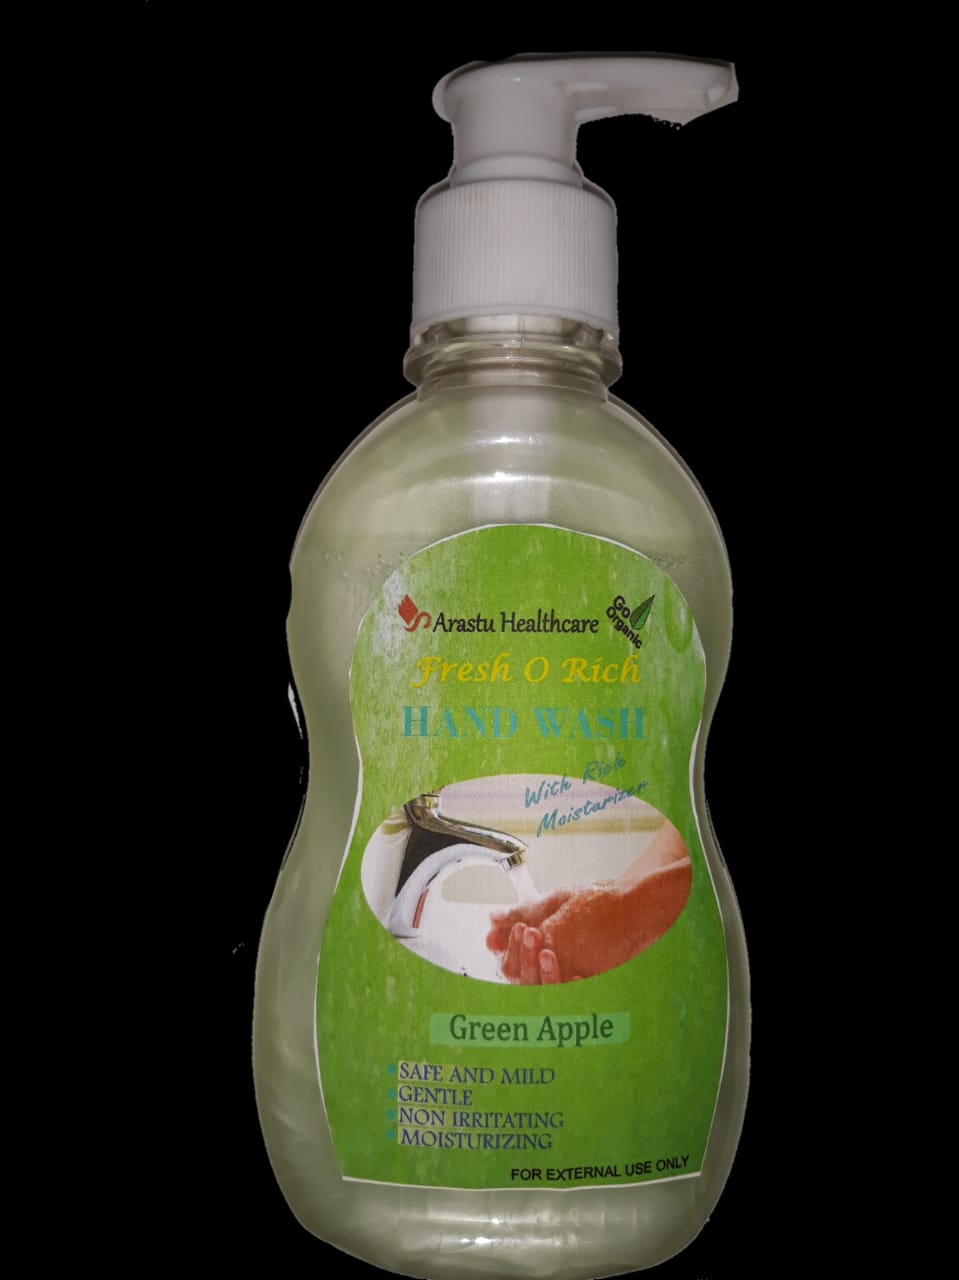 Arastu Healthcare
Go
Organic
Fresh O Rich
HAND WASH
With Rich
Moisturizer
Green Apple
SAFE AND MILD
GENTLE
NON IRRITATING
MOISTURIZING
FOR EXTERNAL USE ONLY